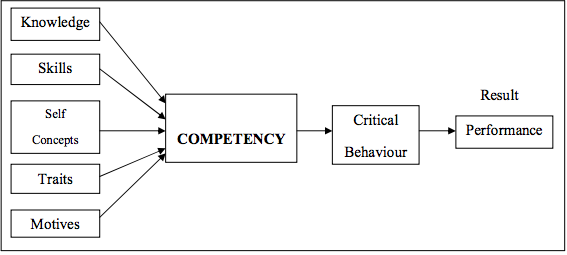 Knowledge
Skills
Self
Concepts
Traits
Motives
COMPETENCY
Critical
Behaviour
Result
Performance